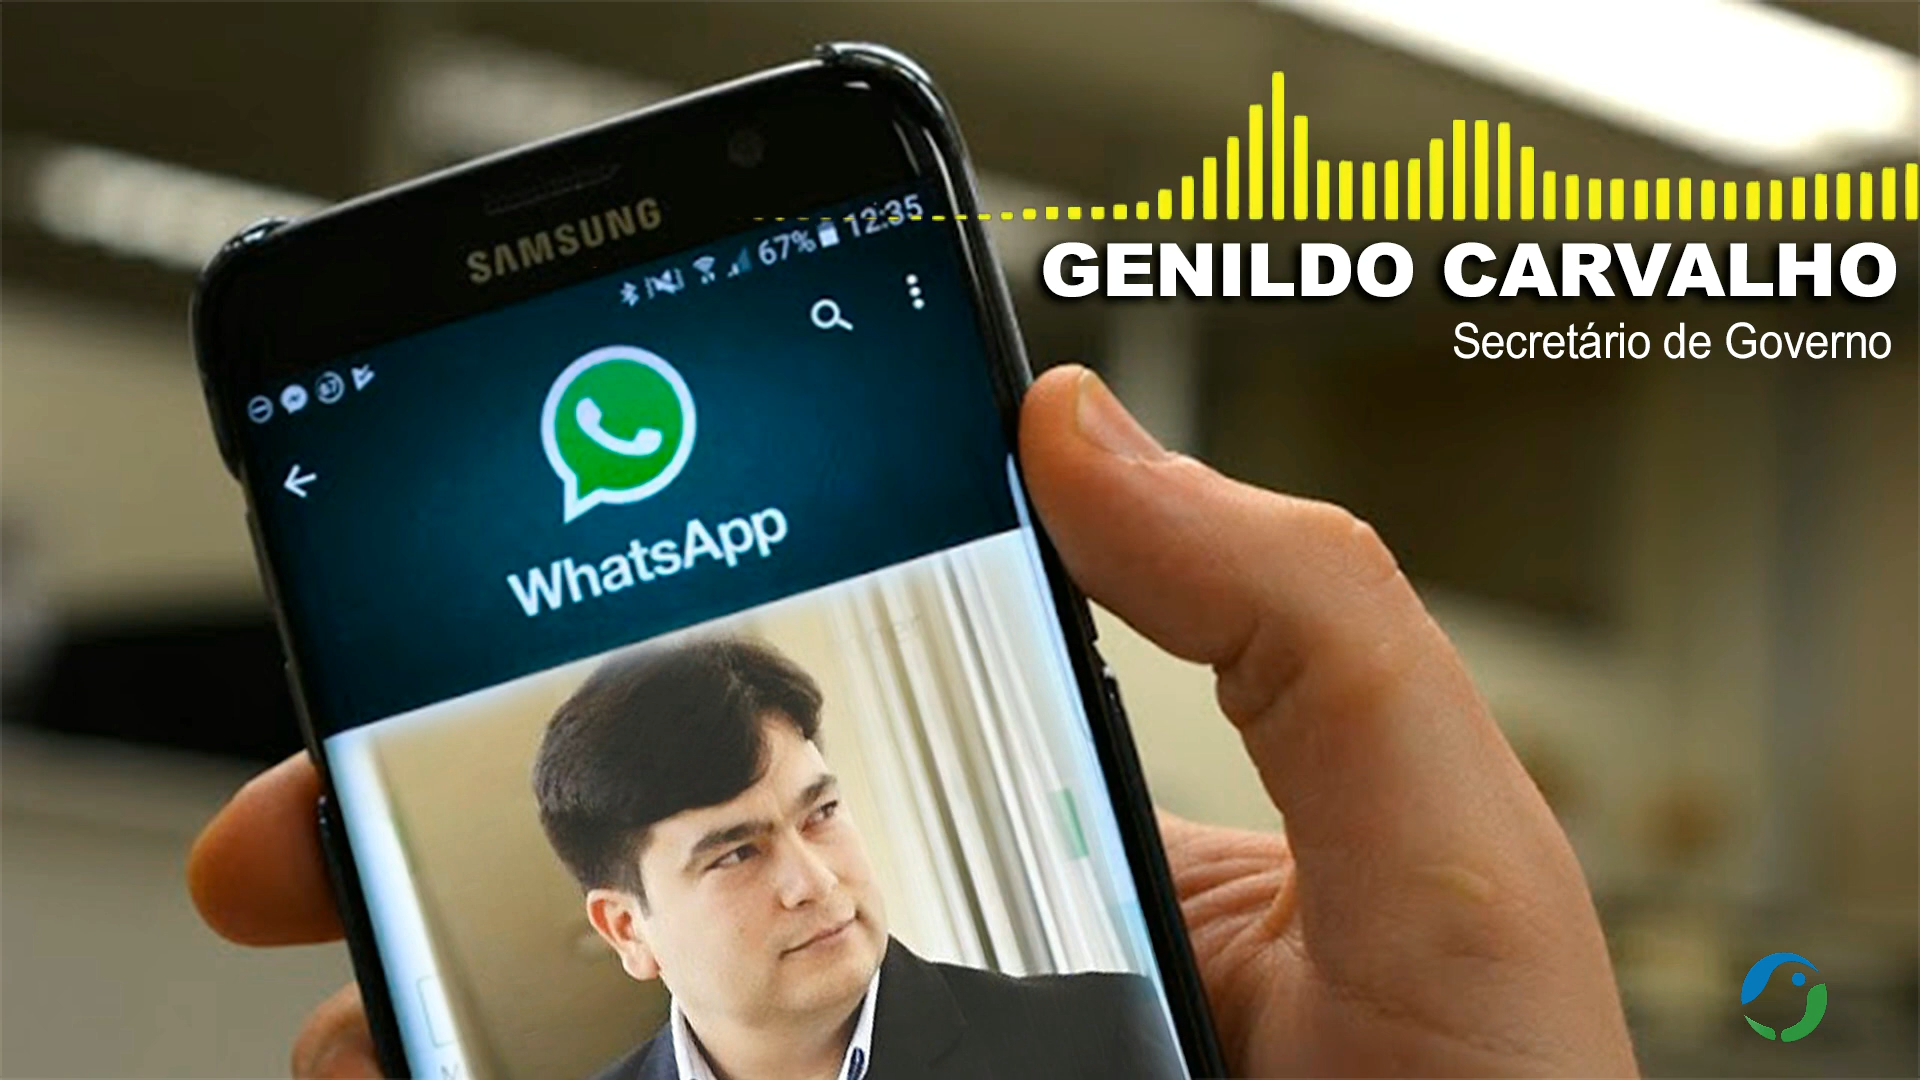 SAMSUNG
67% 12:35
WhatsApp
GENILDO CARVALHO
Secretário de Governo